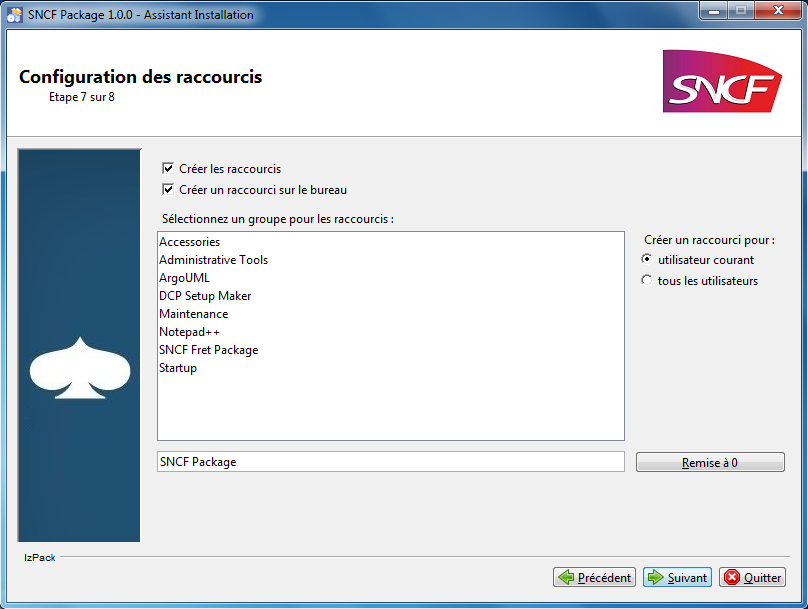 SNCF Package 1.0.0 - Assistant Installation
Configuration des raccourcis
Etape 7 sur 8
SNCF
Créer les raccourcis
Créer un raccourci sur le bureau
Sélectionnez un groupe pour les raccourcis :
Accessories
Administrative Tools
ArgoUML
DCP Setup Maker
Maintenance
Notepad++
SNCF Fret Package
Startup
Créer un raccourci pour :
utilisateur courant
tous les utilisateurs
SNCF Package
Remise à 0
IzPack
Précédent
Suivant
Quitter